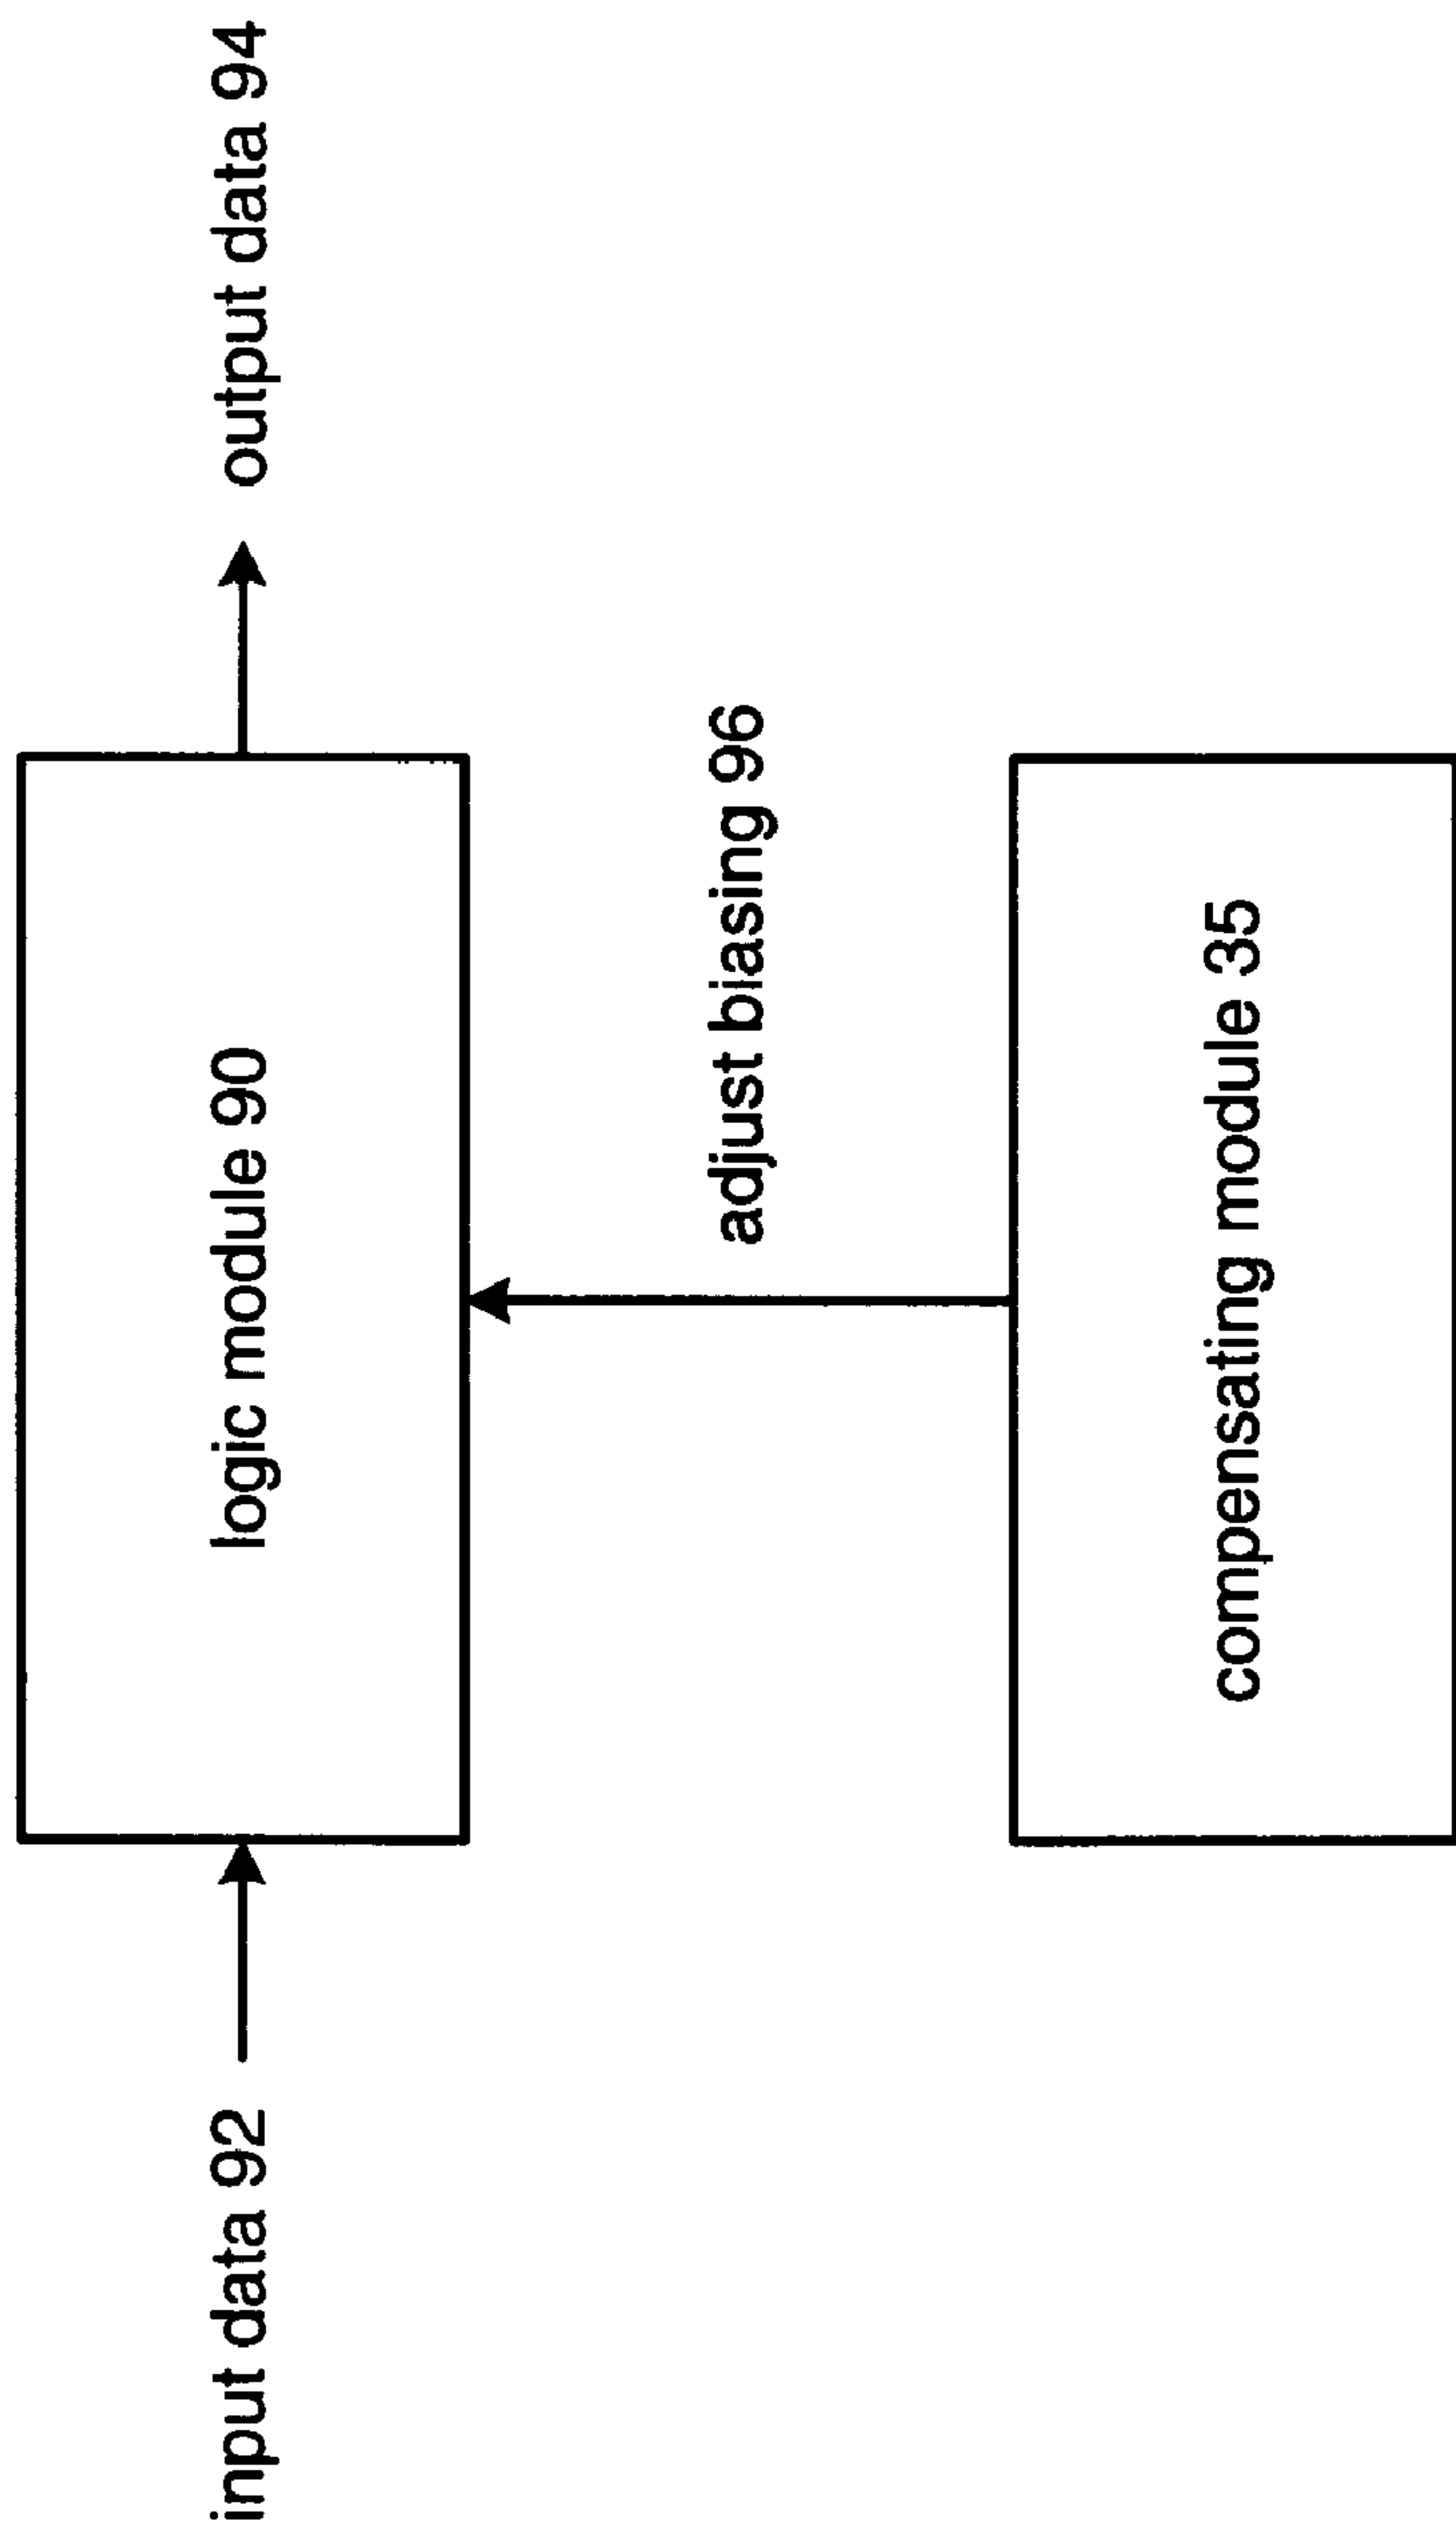 input data 92
logic module 90
output data 94
adjust biasing 96
compensating module 35